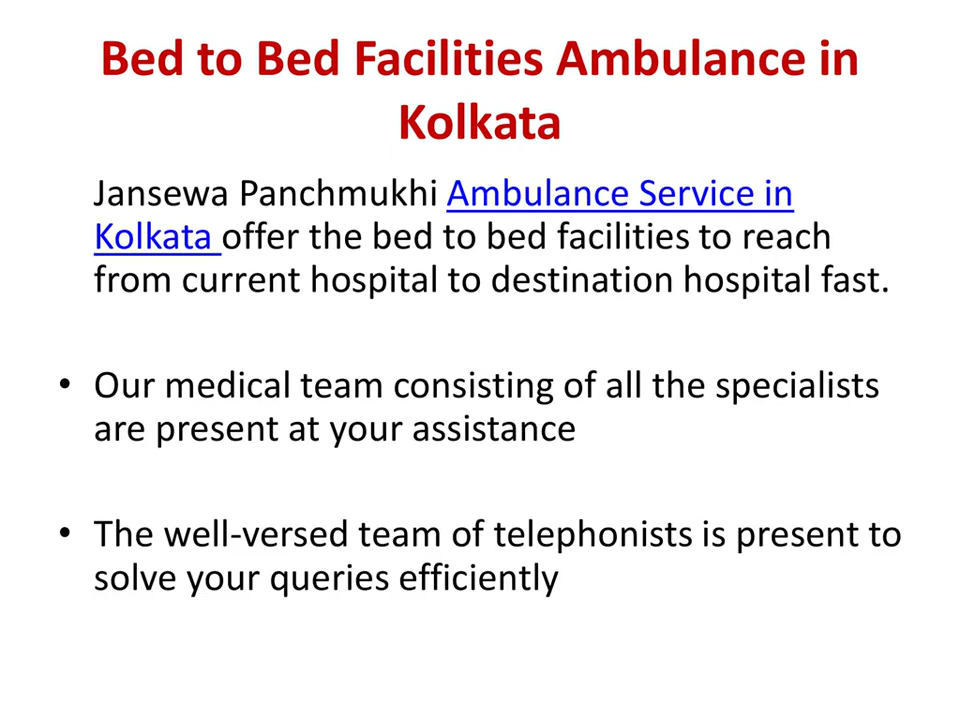 Bed to Bed Facilities Ambulance in
Kolkata
Jansewa Panchmukhi Ambulance Service in
Kolkata offer the bed to bed facilities to reach
from current hospital to destination hospital fast.
• Our medical team consisting of all the specialists
are present at your assistance
• The well-versed team of telephonists is present to
solve your queries efficiently